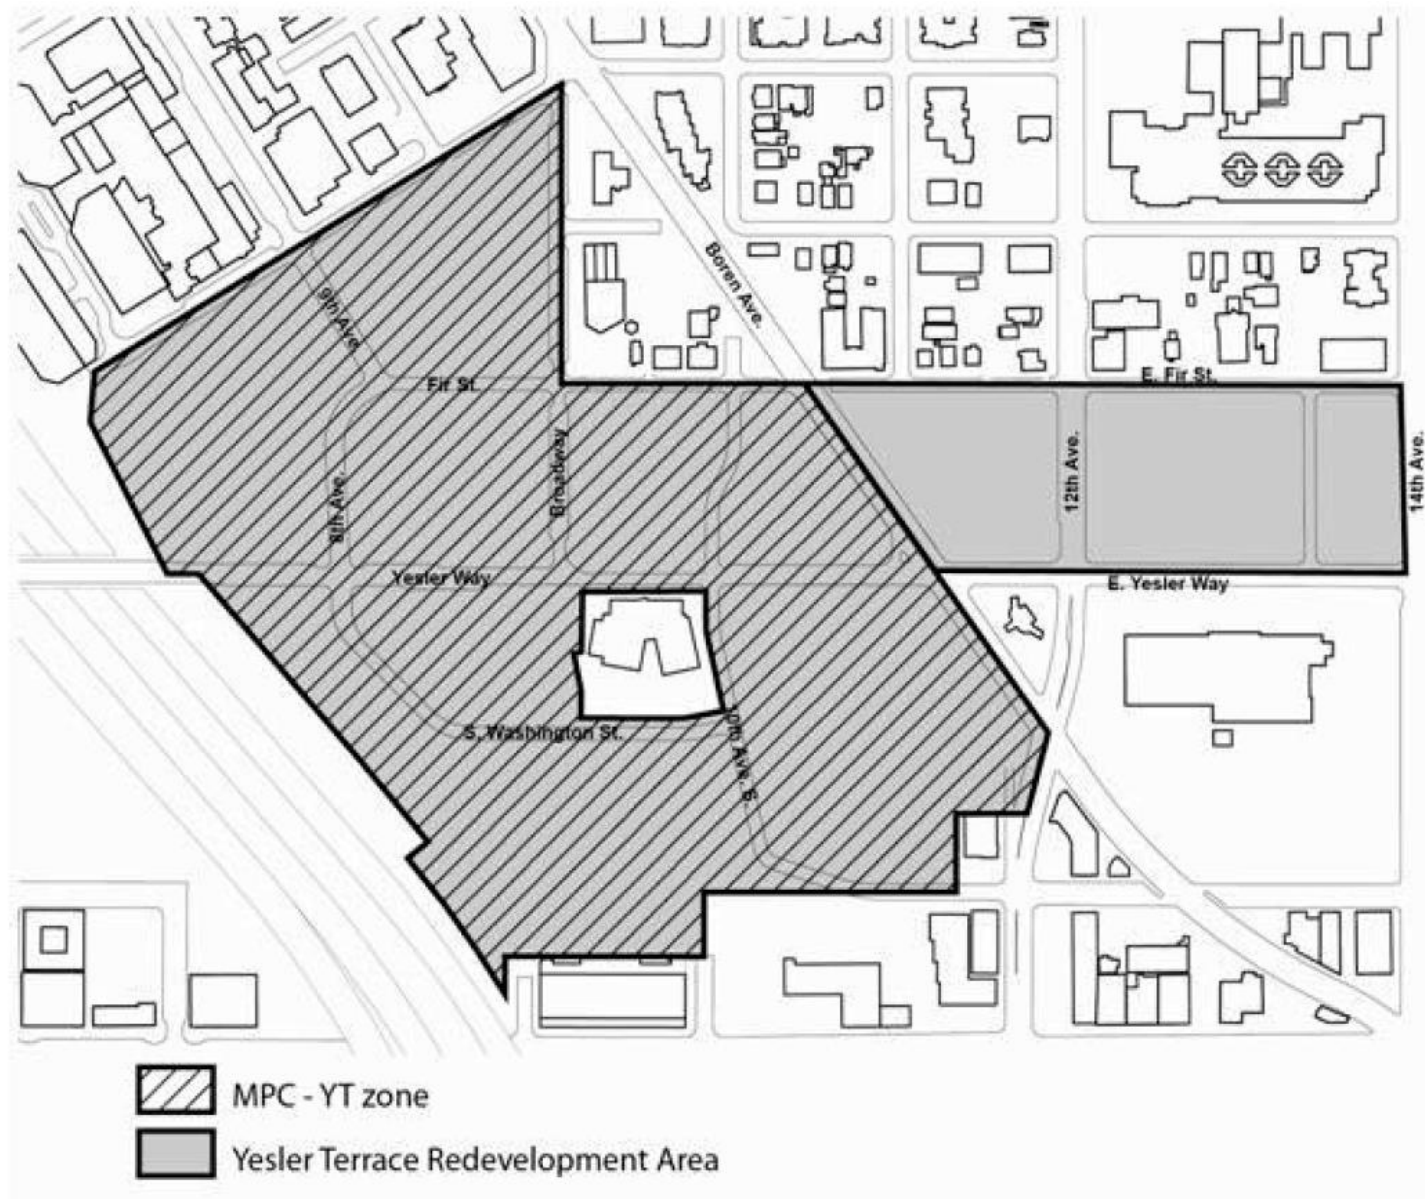 Boren Ave.
9th Ave.
Fir St.
E. Fir St.
Broadway
8th Ave.
12th Ave.
14th Ave.
Yesler Way
E. Yesler Way
S. Washington St.
10th Ave. S.
MPC - YT zone
Yesler Terrace Redevelopment Area